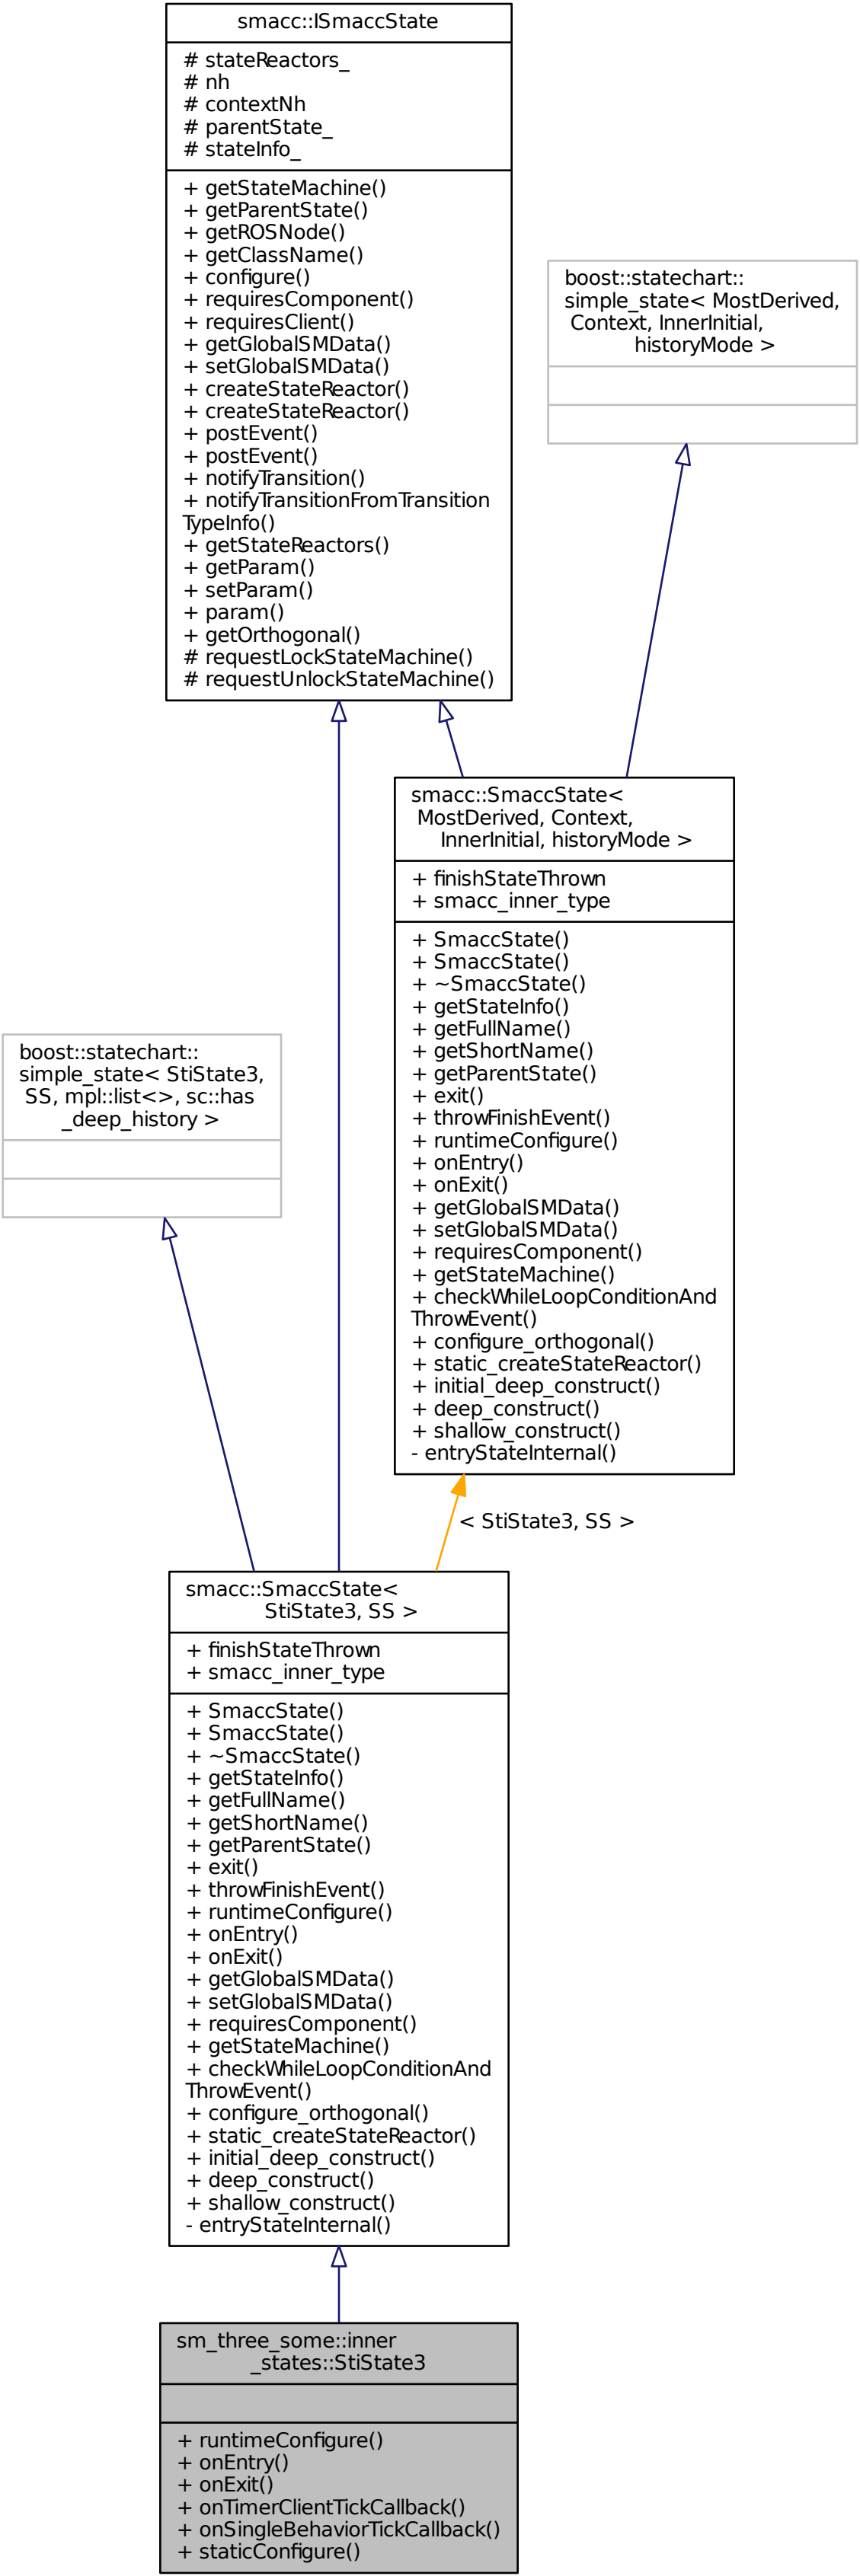 smacc::ISmaccState
# stateReactors_
# nh
# contextNh
# parentState_
# stateInfo_
+ getStateMachine()
+ getParentState()
+ getROSNode()
+ getClassName()
+ configure()
+ requiresComponent()
+ requiresClient()
+ getGlobalSMData()
+ setGlobalSMData()
+ createStateReactor()
+ createStateReactor()
+ postEvent()
+ postEvent()
+ notifyTransition()
+ notifyTransitionFromTransition
TypeInfo()
+ getStateReactors()
+ getParam()
+ setParam()
+ param()
+ getOrthogonal()
# requestLockStateMachine()
# requestUnlockStateMachine()
boost::statechart::
simple_state< MostDerived,
Context, InnerInitial,
historyMode >
smacc::SmaccState<
MostDerived, Context,
InnerInitial, historyMode >
+ finishStateThrown
+ smacc_inner_type
+ SmaccState()
+ SmaccState()
+ ~SmaccState()
+ getStateInfo()
+ getFullName()
+ getShortName()
+ getParentState()
+ exit()
+ throwFinishEvent()
+ runtimeConfigure()
+ onEntry()
+ onExit()
+ getGlobalSMData()
+ setGlobalSMData()
+ requiresComponent()
+ getStateMachine()
+ checkWhileLoopConditionAnd
ThrowEvent()
+ configure_orthogonal()
+ static_createStateReactor()
+ initial_deep_construct()
+ deep_construct()
+ shallow_construct()
- entryStateInternal()
boost::statechart::
simple_state< StiState3,
SS, mpl::list<>, sc::has
_deep_history >
< StiState3, SS >
smacc::SmaccState<
StiState3, SS >
+ finishStateThrown
+ smacc_inner_type
+ SmaccState()
+ SmaccState()
+ ~SmaccState()
+ getStateInfo()
+ getFullName()
+ getShortName()
+ getParentState()
+ exit()
+ throwFinishEvent()
+ runtimeConfigure()
+ onEntry()
+ onExit()
+ getGlobalSMData()
+ setGlobalSMData()
+ requiresComponent()
+ getStateMachine()
+ checkWhileLoopConditionAnd
ThrowEvent()
+ configure_orthogonal()
+ static_createStateReactor()
+ initial_deep_construct()
+ deep_construct()
+ shallow_construct()
- entryStateInternal()
sm_three_some::inner
_states::StiState3
+ runtimeConfigure()
+ onEntry()
+ onExit()
+ onTimerClientTickCallback()
+ onSingleBehaviorTickCallback()
+ staticConfigure()